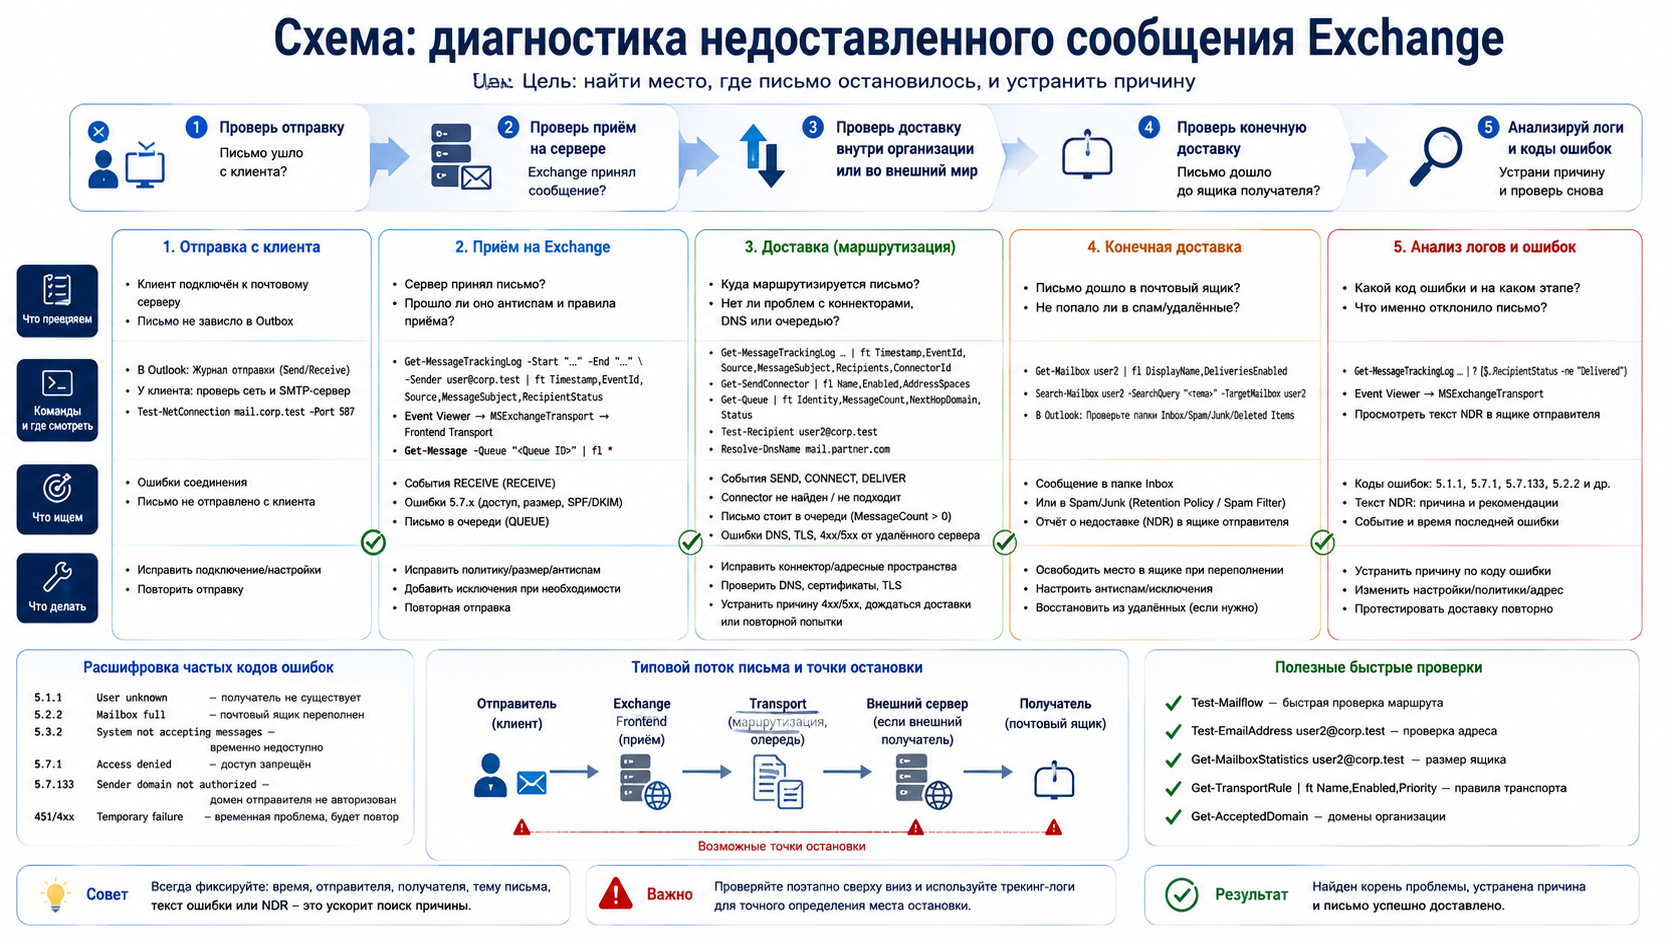 Схема: диагностика недоставленного сообщения Exchange
Цель: найти место, где письмо остановилось, и устранить причину
1 Проверь отправку
Письмо ушло
с клиента?
2 Проверь приём
на сервере
Exchange принял
сообщение?
3 Проверь доставку
внутри организации
или во внешний мир
4 Проверь конечную
доставку
Письмо дошло
до ящика получателя?
5 Анализируй логи
и коды ошибок
Устрани причину
и проверь снова
1. Отправка с клиента
2. Приём на Exchange
3. Доставка (маршрутизация)
4. Конечная доставка
5. Анализ логов и ошибок
Что
• Клиент подключён к почтовому
серверу
• Письмо не зависло в Outbox
• Сервер принял письмо?
• Прошло ли оно антиспам и правила
приёма?
• Куда маршрутизируется письмо?
• Нет ли проблем с коннекторами,
DNS или очередью?
• Письмо дошло в почтовый ящик?
• Не попало ли в спам/удалённые?
• Какой код ошибки и на каком этапе?
• Что именно отклонило письмо?
Команды
и где смотреть
• В Outlook: Журнал отправки (Send/Receive)
• У клиента: проверь сеть и SMTP-сервер
• Test-NetConnection mail.corp.test -Port 587
• Get-MessageTrackingLog -Start "…" -End "…" \
-Sender user@corp.test | ft Timestamp,EventId,
Source,MessageSubject,RecipientStatus
• Event Viewer → MSExchangeTransport →
Frontend Transport
• Get-Message -Queue "<Queue ID>" | fl *
• Get-MessageTrackingLog … | ft Timestamp,EventId,
Source,MessageSubject,Recipients,ConnectorId
• Get-SendConnector | fl Name,Enabled,AddressSpaces
• Get-Queue | ft Identity,MessageCount,NextHopDomain,
Status
• Test-Recipient user2@corp.test
• Resolve-DnsName mail.partner.com
• Get-Mailbox user2 | fl DisplayName,DeliveriesEnabled
• Search-Mailbox user2 -SearchQuery "<тема>" -TargetMailbox user2
• В Outlook: Проверьте папки Inbox/Spam/Junk/Deleted Items
• Get-MessageTrackingLog … | ? {$.RecipientStatus -ne "Delivered"}
• Event Viewer → MSExchangeTransport
• Просмотреть текст NDR в ящике отправителя
Что ищем
• Ошибки соединения
• Письмо не отправлено с клиента
• События RECEIVE (RECEIVE)
• Ошибки 5.7.x (доступ, размер, SPF/DKIM)
• Письмо в очереди (QUEUE)
• События SEND, CONNECT, DELIVER
• Connector не найден / не подходит
• Письмо стоит в очереди (MessageCount > 0)
• Ошибки DNS, TLS, 4xx/5xx от удалённого сервера
• Сообщение в папке Inbox
• Или в Spam/Junk (Retention Policy / Spam Filter)
• Отчёт о недоставке (NDR) в ящике отправителя
• Коды ошибок: 5.1.1, 5.7.1, 5.7.133, 5.2.2 и др.
• Текст NDR: причина и рекомендации
• Событие и время последней ошибки
Что делать
• Исправить подключение/настройки
• Повторить отправку
• Исправить политику/размер/антиспам
• Добавить исключения при необходимости
• Повторная отправка
• Исправить коннектор/адресные пространства
• Проверить DNS, сертификаты, TLS
• Устранить причину 4xx/5xx, дождаться доставки
или повторной попытки
• Освободить место в ящике при переполнении
• Настроить антиспам/исключения
• Восстановить из удалённых (если нужно)
• Устранить причину по коду ошибки
• Изменить настройки/политики/адрес
• Протестировать доставку повторно
Расшифровка частых кодов ошибок
5.1.1 User unknown — получатель не существует
5.2.2 Mailbox full — почтовый ящик переполнен
5.3.2 System not accepting messages —
временно недоступно
5.7.1 Access denied — доступ запрещён
5.7.133 Sender domain not authorized —
домен отправителя не авторизован
451/4xx Temporary failure — временная проблема, будет повтор
Типовой поток письма и точки остановки
Отправитель
(клиент)
Exchange
Frontend
(приём)
Transport
(маршрутизация,
олередь)
Внешний сервер
(если внешний
получатель)
Получатель
(почтовый ящик)
Возможные точки остановки
Полезные быстрые проверки
Test-Mailflow — быстрая проверка маршрута
Test-EmailAddress user2@corp.test — проверка адреса
Get-MailboxStatistics user2@corp.test — размер ящика
Get-TransportRule | ft Name,Enabled,Priority — правиля транспорта
Get-AcceptedDomain — домены организации
Совет
Всегда фиксируйте: время, отправителя, получателя, тему письма,
текст ошибки или NDR – это ускорит поиск причины.
Важно
Проверяйте поэтапно сверху вниз и используйте трекинг-логи
для точного определения места остановки.
Результат
Найден корень проблемы, устранена причина
и письмо успешно доставлено.